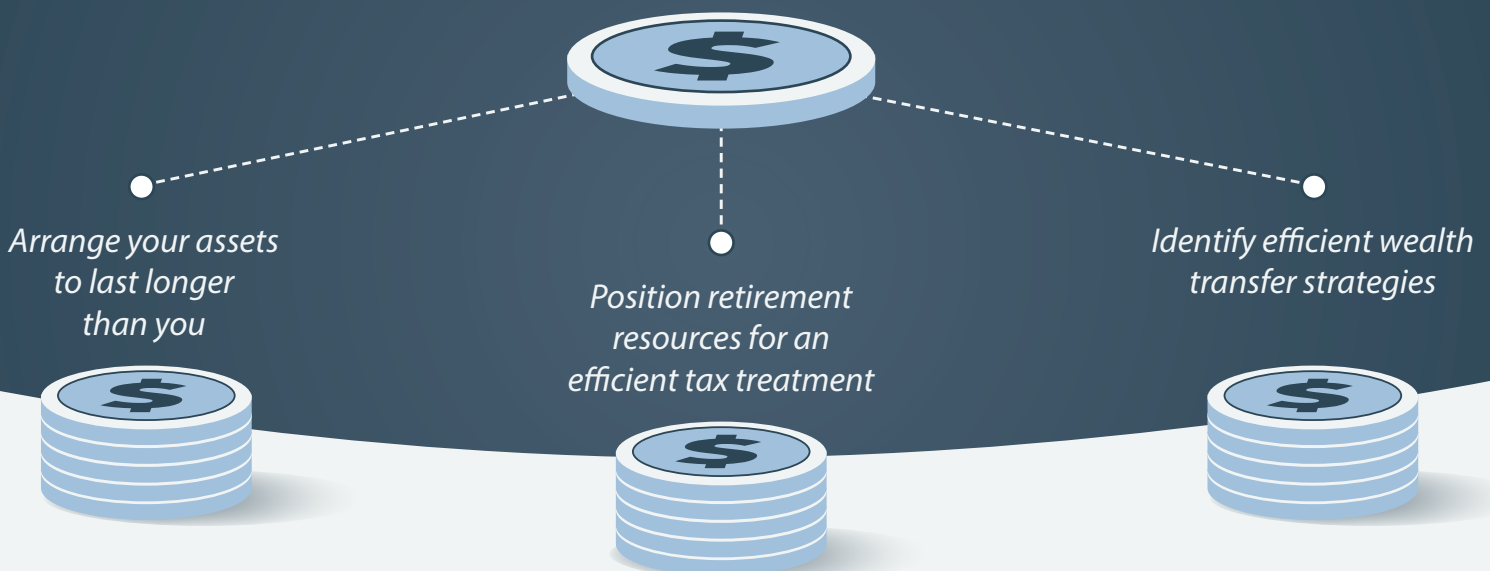 $
Arrange your assets
to last longer
than you
Position retirement
resources for an
efficient tax treatment
Identify efficient wealth
transfer strategies
$
$
$